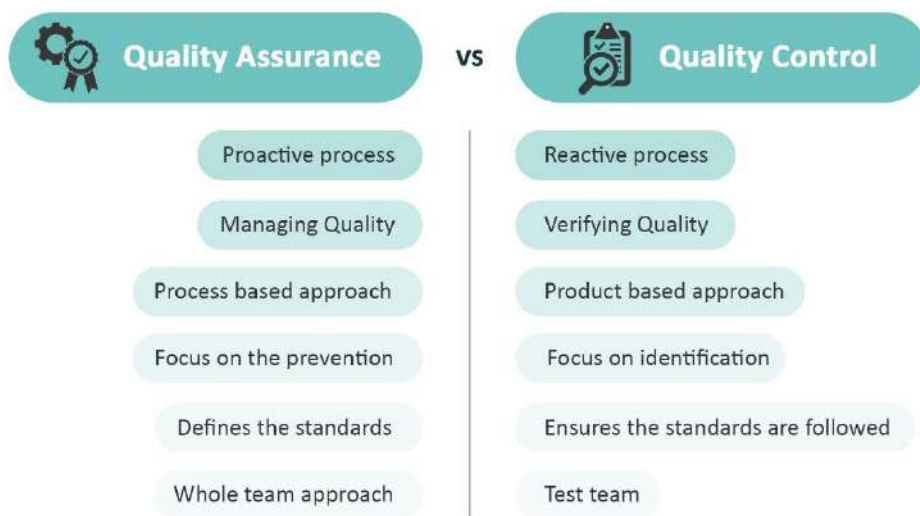 Quality Assurance vs Quality Control
Proactive process
Reactive process
Managing Quality
Verifying Quality
Process based approach
Product based approach
Focus on the prevention
Focus on identification
Defines the standards
Ensures the standards are followed
Whole team approach
Test team